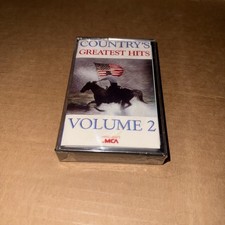 COUNTRY'S
GREATEST HITS
VOLUME 2
MCA